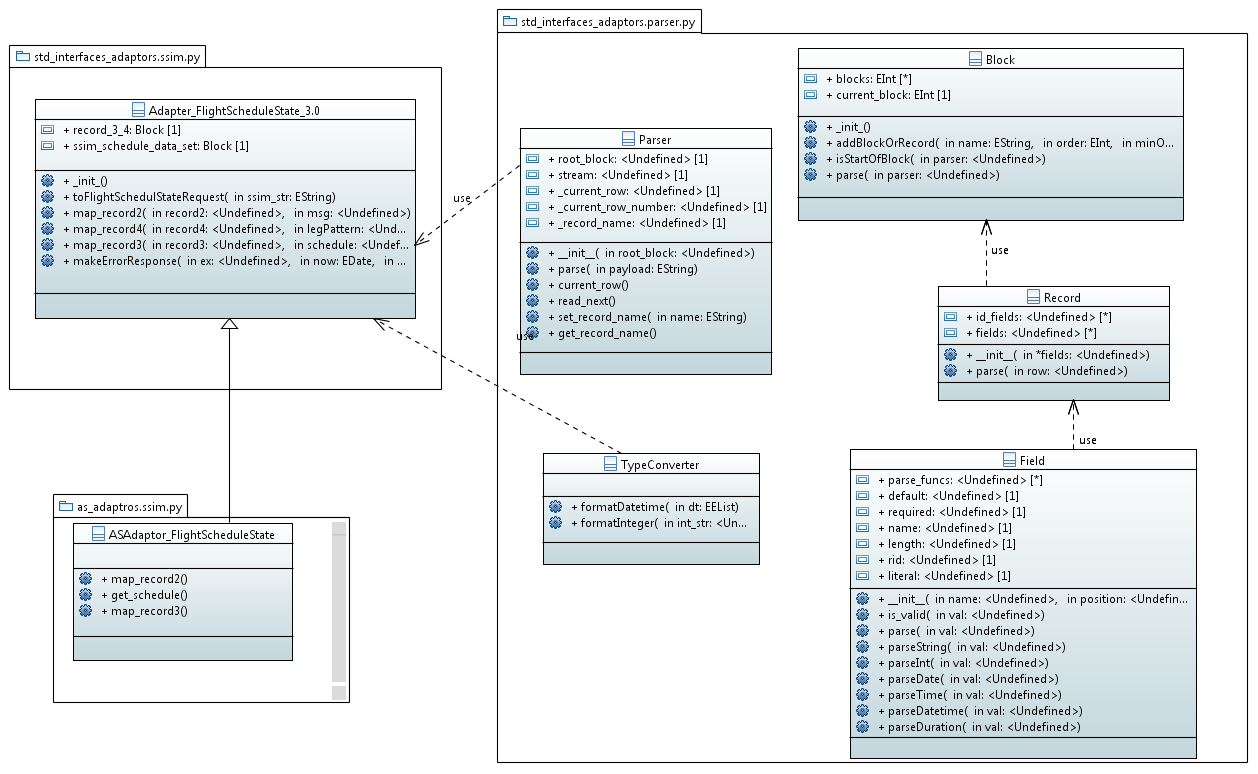 std_interfaces_adaptors.ssim.py
Adapter_FlightScheduleState_3.0
+ record_3_4: Block [1]
+ ssim_schedule_data_set: Block [1]
+ _init_()
+ toFlightSchedulStateRequest( in ssim_str: EString)
+ map_record2( in record2: <Undefined>, in msg: <Undefined>)
+ map_record4( in record4: <Undefined>, in legPattern: <Und...
+ map_record3( in record3: <Undefined>, in schedule: <Undef...
+ makeErrorResponse( in ex: <Undefined>, in now: EDate, in ...
as_adaptros.ssim.py
ASAdaptor_FlightScheduleState
+ map_record2()
+ get_schedule()
+ map_record3()
std_interfaces_adaptors.parser.py
Parser
+ root_block: <Undefined> [1]
+ stream: <Undefined> [1]
+ _current_row: <Undefined> [1]
+ _current_row_number: <Undefined> [1]
+ _record_name: <Undefined> [1]
+ __init__( in root_block: <Undefined>)
+ parse( in payload: EString)
+ current_row()
+ read_next()
+ set_record_name( in name: EString)
+ get_record_name()
use
use
TypeConverter
+ formatDatetime( in dt: EEList)
+ formatInteger( in int_str: <Un...
Block
+ blocks: EInt [*]
+ current_block: EInt [1]
+ _init_()
+ addBlockOrRecord( in name: EString, in order: EInt, in minO...
+ isStartOfBlock( in parser: <Undefined>)
+ parse( in parser: <Undefined>)
use
Record
+ id_fields: <Undefined> [*]
+ fields: <Undefined> [*]
+ __init__( in *fields: <Undefined>)
+ parse( in row: <Undefined>)
use
Field
+ parse_funcs: <Undefined> [*]
+ default: <Undefined> [1]
+ required: <Undefined> [1]
+ name: <Undefined> [1]
+ length: <Undefined> [1]
+ rid: <Undefined> [1]
+ literal: <Undefined> [1]
+ __init__( in name: <Undefined>, in position: <Undefin...
+ is_valid( in val: <Undefined>)
+ parse( in val: <Undefined>)
+ parseString( in val: <Undefined>)
+ parseInt( in val: <Undefined>)
+ parseDate( in val: <Undefined>)
+ parseTime( in val: <Undefined>)
+ parseDatetime( in val: <Undefined>)
+ parseDuration( in val: <Undefined>)